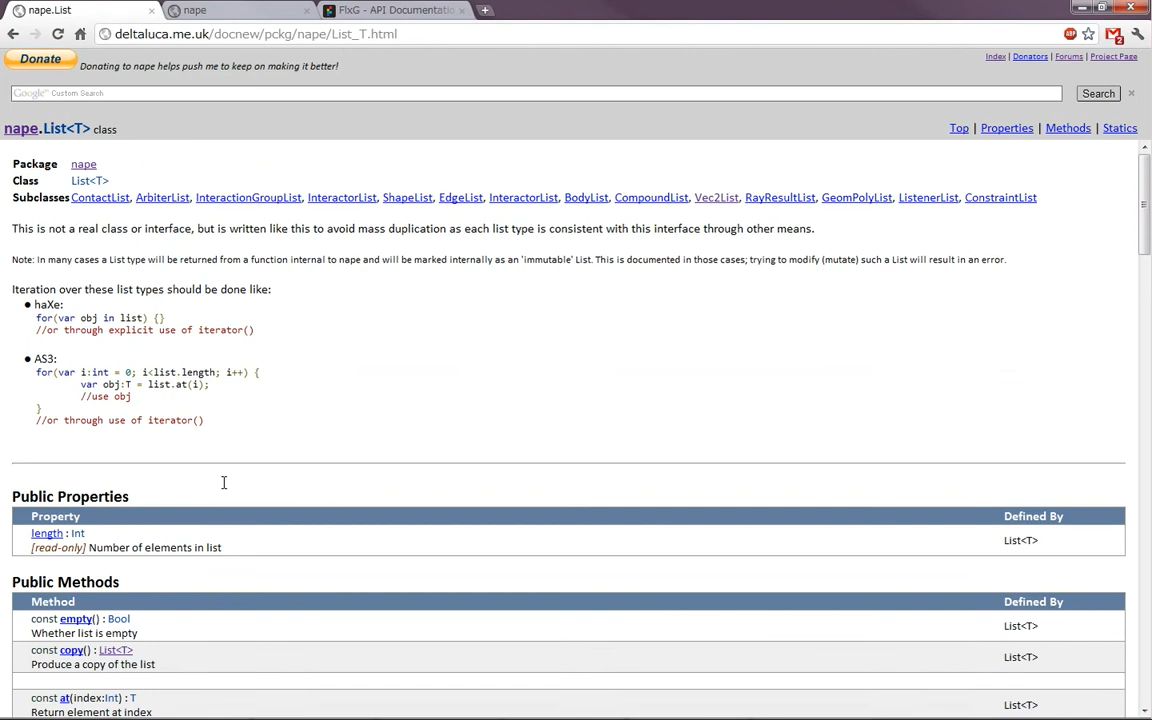 nape.List
nape
FlxG - API Documentatio
deltaluca.me.uk/docnew/pckg/nape/List_T.html
2
Donate
Donating to nape helps push me to keep on making it better!
Index | Donators | Forums | Project Page
Google™ Custom Search
Search
nape.List<T> class
Top | Properties | Methods | Statics
Package nape
Class List<T>
Subclasses ContactList, ArbiterList, InteractionGroupList, InteractorList, ShapeList, EdgeList, InteractorList, BodyList, CompoundList, Vec2List, RayResultList, GeomPolyList, ListenerList, ConstraintList
This is not a real class or interface, but is written like this to avoid mass duplication as each list type is consistent with this interface through other means.
Note: In many cases a List type will be returned from a function internal to nape and will be marked internally as an 'immutable' List. This is documented in those cases; trying to modify (mutate) such a List will result in an error.
Iteration over these list types should be done like:
● haXe:
for(var obj in list) {}
//or through explicit use of iterator()
● AS3:
for(var i:int = 0; i<list.length; i++) {
var obj:T = list.at(i);
//use obj
}
//or through use of iterator()
Public Properties
Property Defined By
length : Int
[read-only] Number of elements in list
List<T>
Public Methods
Method Defined By
const empty() : Bool
Whether list is empty
List<T>
const copy() : List<T>
Produce a copy of the list
List<T>
const at(index:Int) : T
Return element at index
List<T>